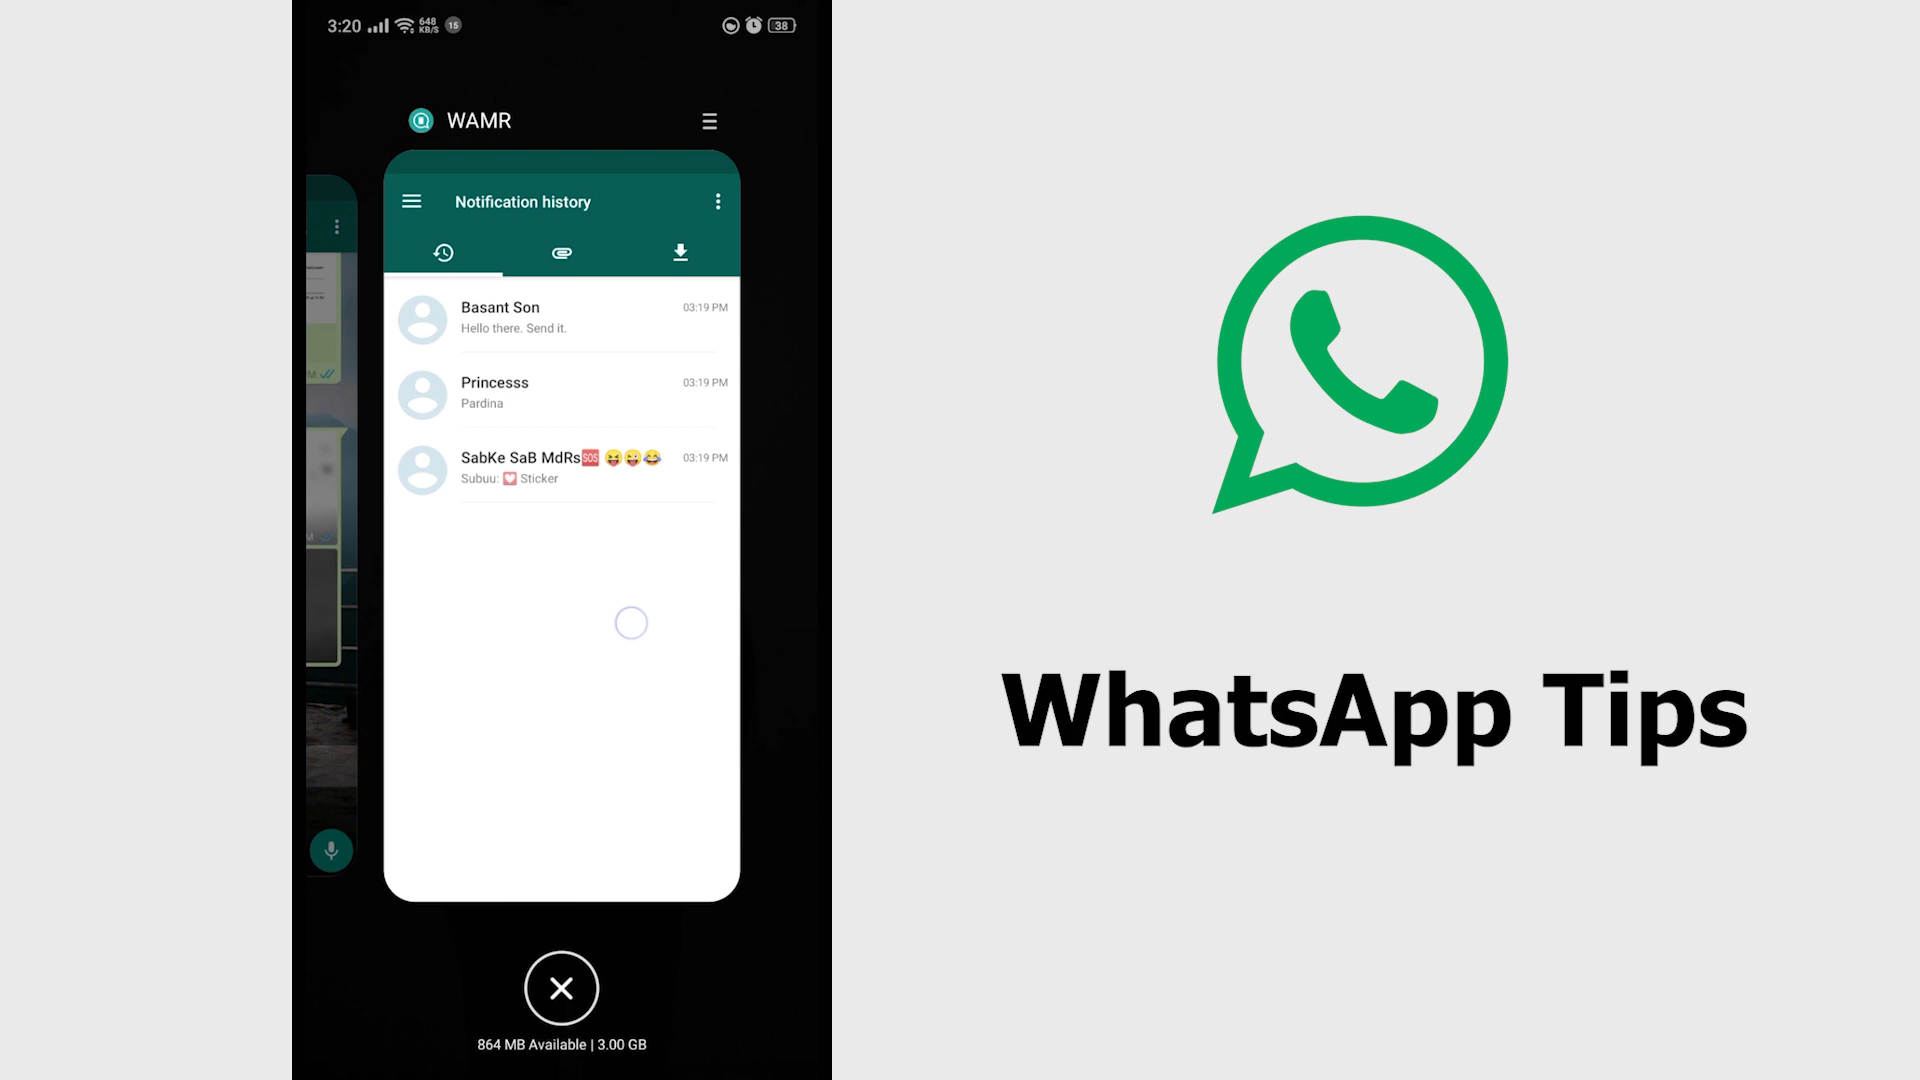 3:20 648 KB/S 15 38
WAMR
Notification history
Basant Son 03:19 PM
Hello there. Send it.
Princesss 03:19 PM
Pardina
SabKe SaB MdRs🆘 😝😜😂 03:19 PM
Subuu: 💟 Sticker
864 MB Available | 3.00 GB
WhatsApp Tips